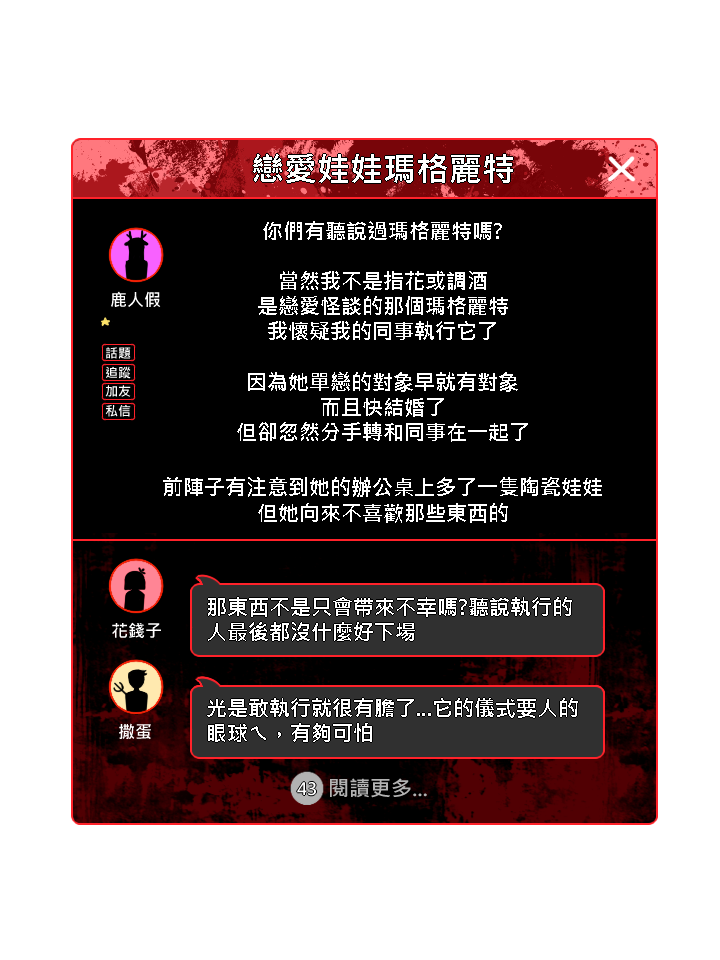 戀愛娃娃瑪格麗特
你們有聽說過瑪格麗特嗎?
當然我不是指花或調酒
是戀愛怪談的那個瑪格麗特
我懷疑我的同事執行它了
因為她單戀的對象早就有對象
而且快結婚了
但卻忽然分手轉和同事在一起了
前陣子有注意到她的辦公桌上多了一隻陶瓷娃娃
但她向來不喜歡那些東西的
鹿人假
話題
追蹤
加友
私信
花錢子
那東西不是只會帶來不幸嗎?聽說執行的
人最後都沒什麼好下場
撒蛋
光是敢執行就很有膽了...它的儀式要人的
眼球ㄟ，有夠可怕
43 閱讀更多...